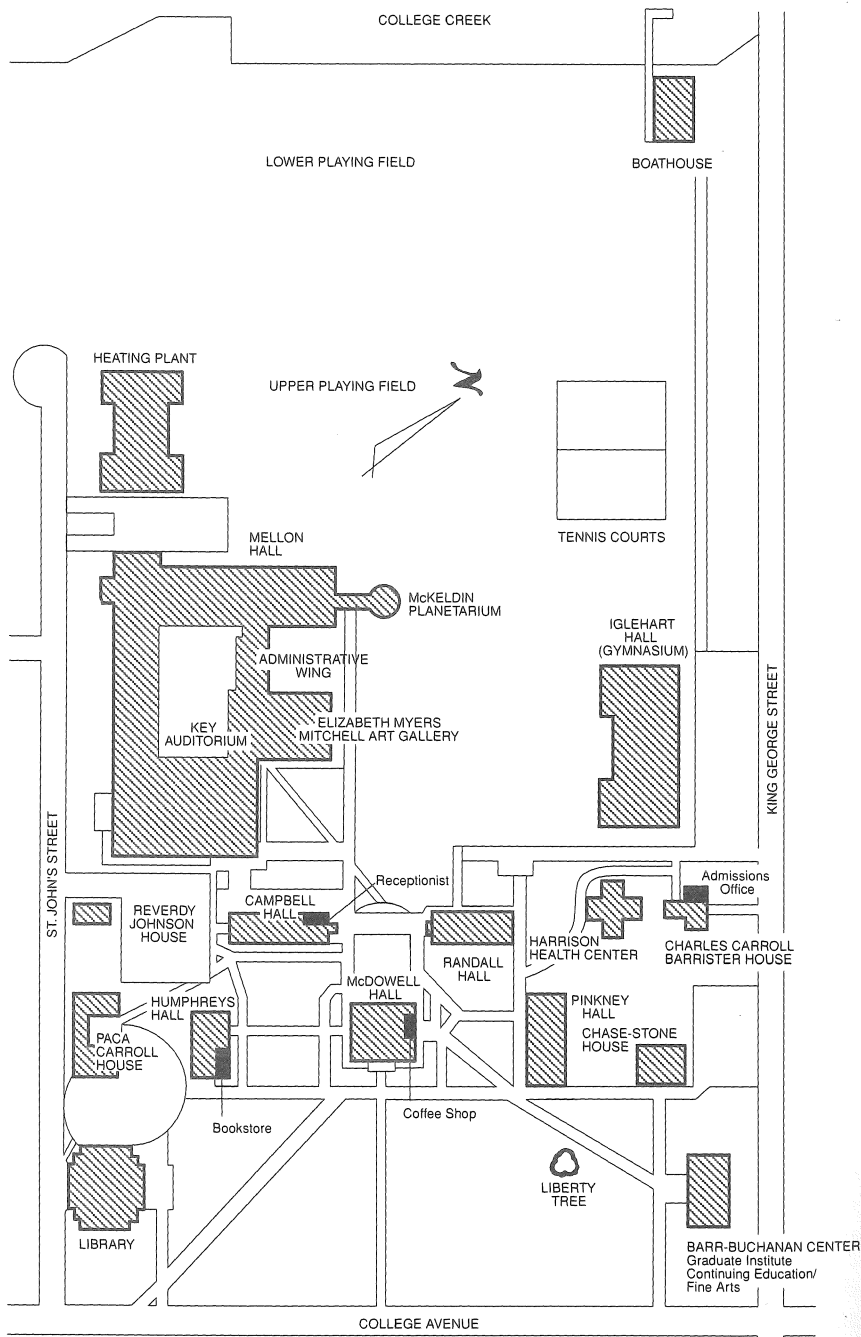 COLLEGE CREEK
LOWER PLAYING FIELD
BOATHOUSE
HEATING PLANT
UPPER PLAYING FIELD
N
TENNIS COURTS
MELLON
HALL
McKELDIN
PLANETARIUM
IGLEHART
HALL
(GYMNASIUM)
ADMINISTRATIVE
WING
KEY
AUDITORIUM
ELIZABETH MYERS
MITCHELL ART GALLERY
KING GEORGE STREET
ST. JOHN'S STREET
Receptionist
Admissions
Office
CAMPBELL
HALL
REVERDY
JOHNSON
HOUSE
RANDALL
HALL
HARRISON
HEALTH CENTER
CHARLES CARROLL
BARRISTER HOUSE
McDOWELL
HALL
HUMPHREYS
HALL
PINKNEY
HALL
PACA
CARROLL
HOUSE
CHASE-STONE
HOUSE
Bookstore
Coffee Shop
LIBERTY
TREE
LIBRARY
BARR-BUCHANAN CENTER
Graduate Institute
Continuing Education/
Fine Arts
COLLEGE AVENUE